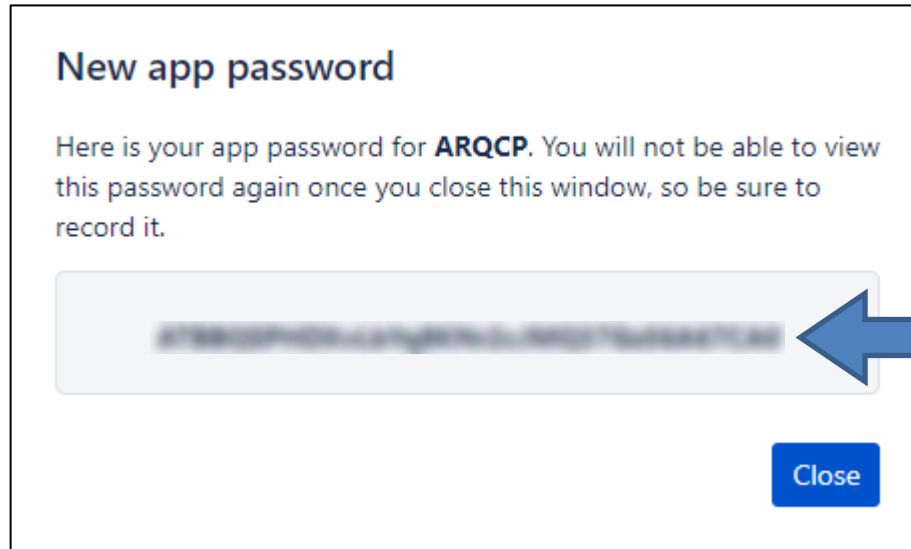 New app password
Here is your app password for ARQCP. You will not be able to view
this password again once you close this window, so be sure to
record it.
Close